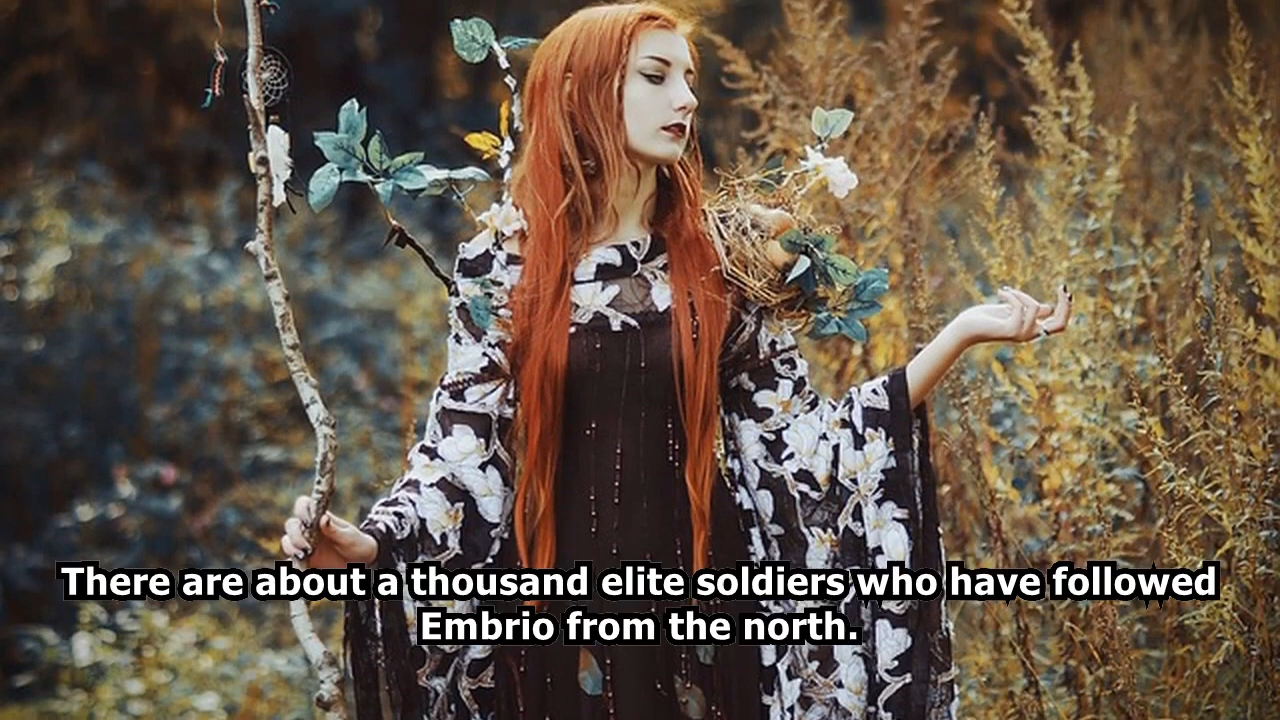 There are about a thousand elite soldiers who have followed
Embrio from the north.